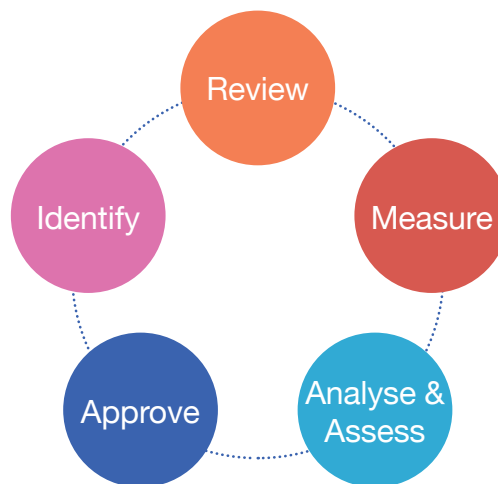 Review
Identify
Measure
Approve
Analyse &
Assess